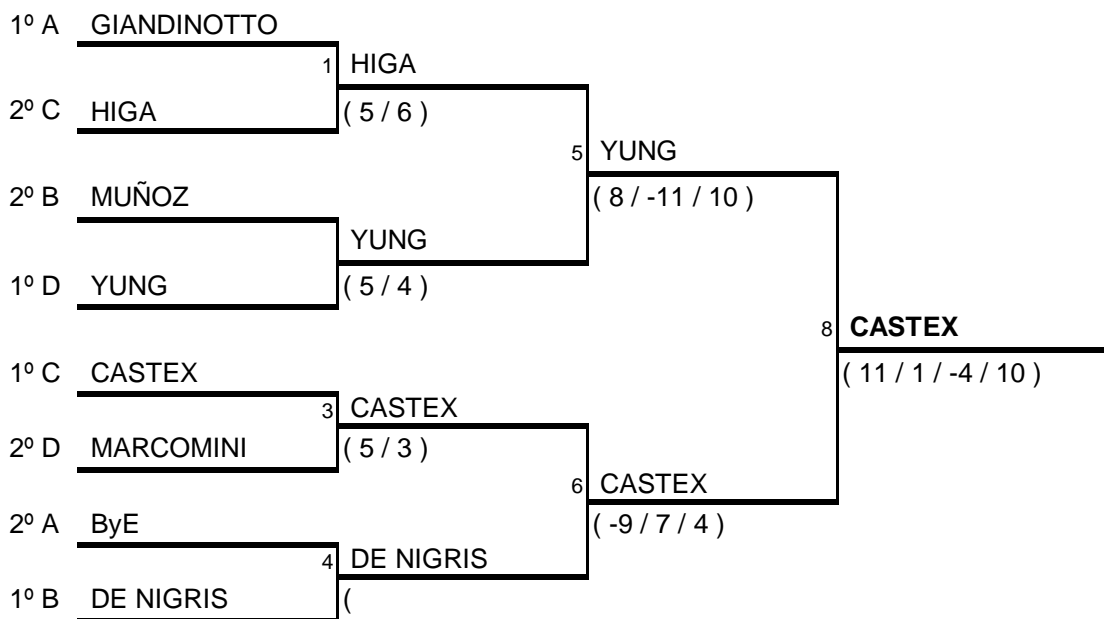 1º A GIANDINOTTO
1 HIGA
2º C HIGA ( 5 / 6 )
5 YUNG
2º B MUÑOZ ( 8 / -11 / 10 )
YUNG
1º D YUNG ( 5 / 4 )
8 CASTEX
1º C CASTEX ( 11 / 1 / -4 / 10 )
3 CASTEX
2º D MARCOMINI ( 5 / 3 )
6 CASTEX
2º A ByE ( -9 / 7 / 4 )
4 DE NIGRIS
1º B DE NIGRIS (